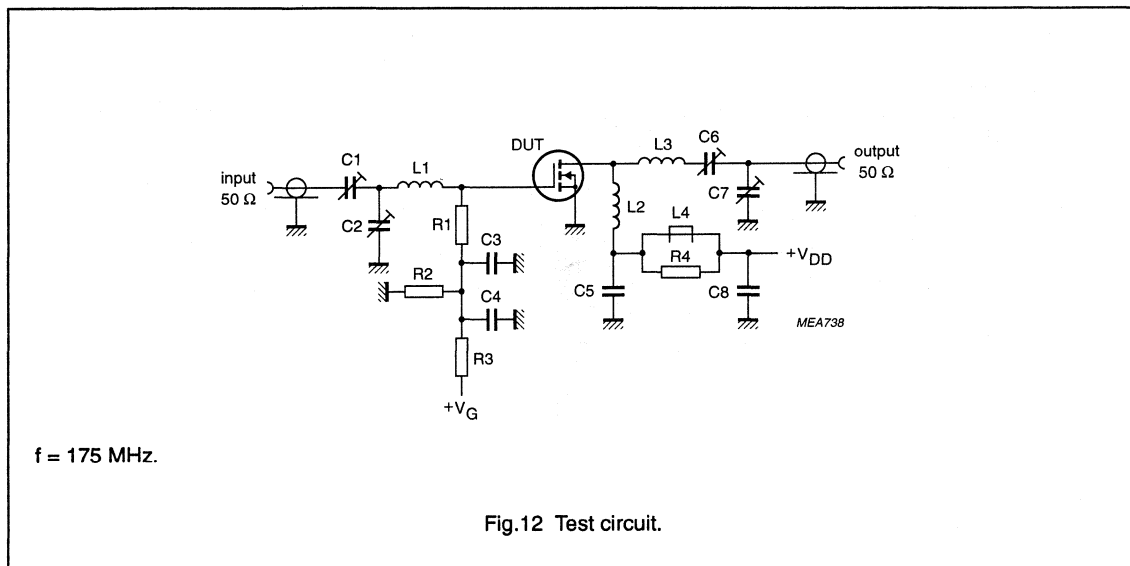 DUT
L3
C6
output
50 Ω
C1
L1
input
50 Ω
C7
C2
L2
L4
R1
C3
+VDD
R4
R2
C5
C8
C4
MEA738
R3
+VG
f = 175 MHz.
Fig.12 Test circuit.